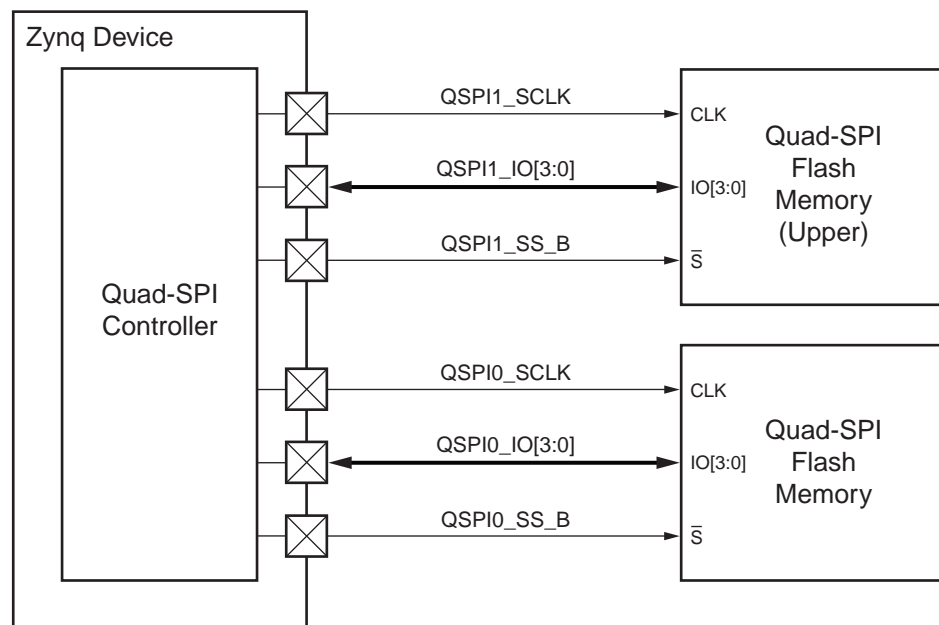 Zynq Device
Quad-SPI
Controller
QSPI1_SCLK
QSPI1_IO[3:0]
QSPI1_SS_B
CLK
IO[3:0]
S̅
Quad-SPI
Flash
Memory
(Upper)
QSPI0_SCLK
QSPI0_IO[3:0]
QSPI0_SS_B
CLK
IO[3:0]
S̅
Quad-SPI
Flash
Memory